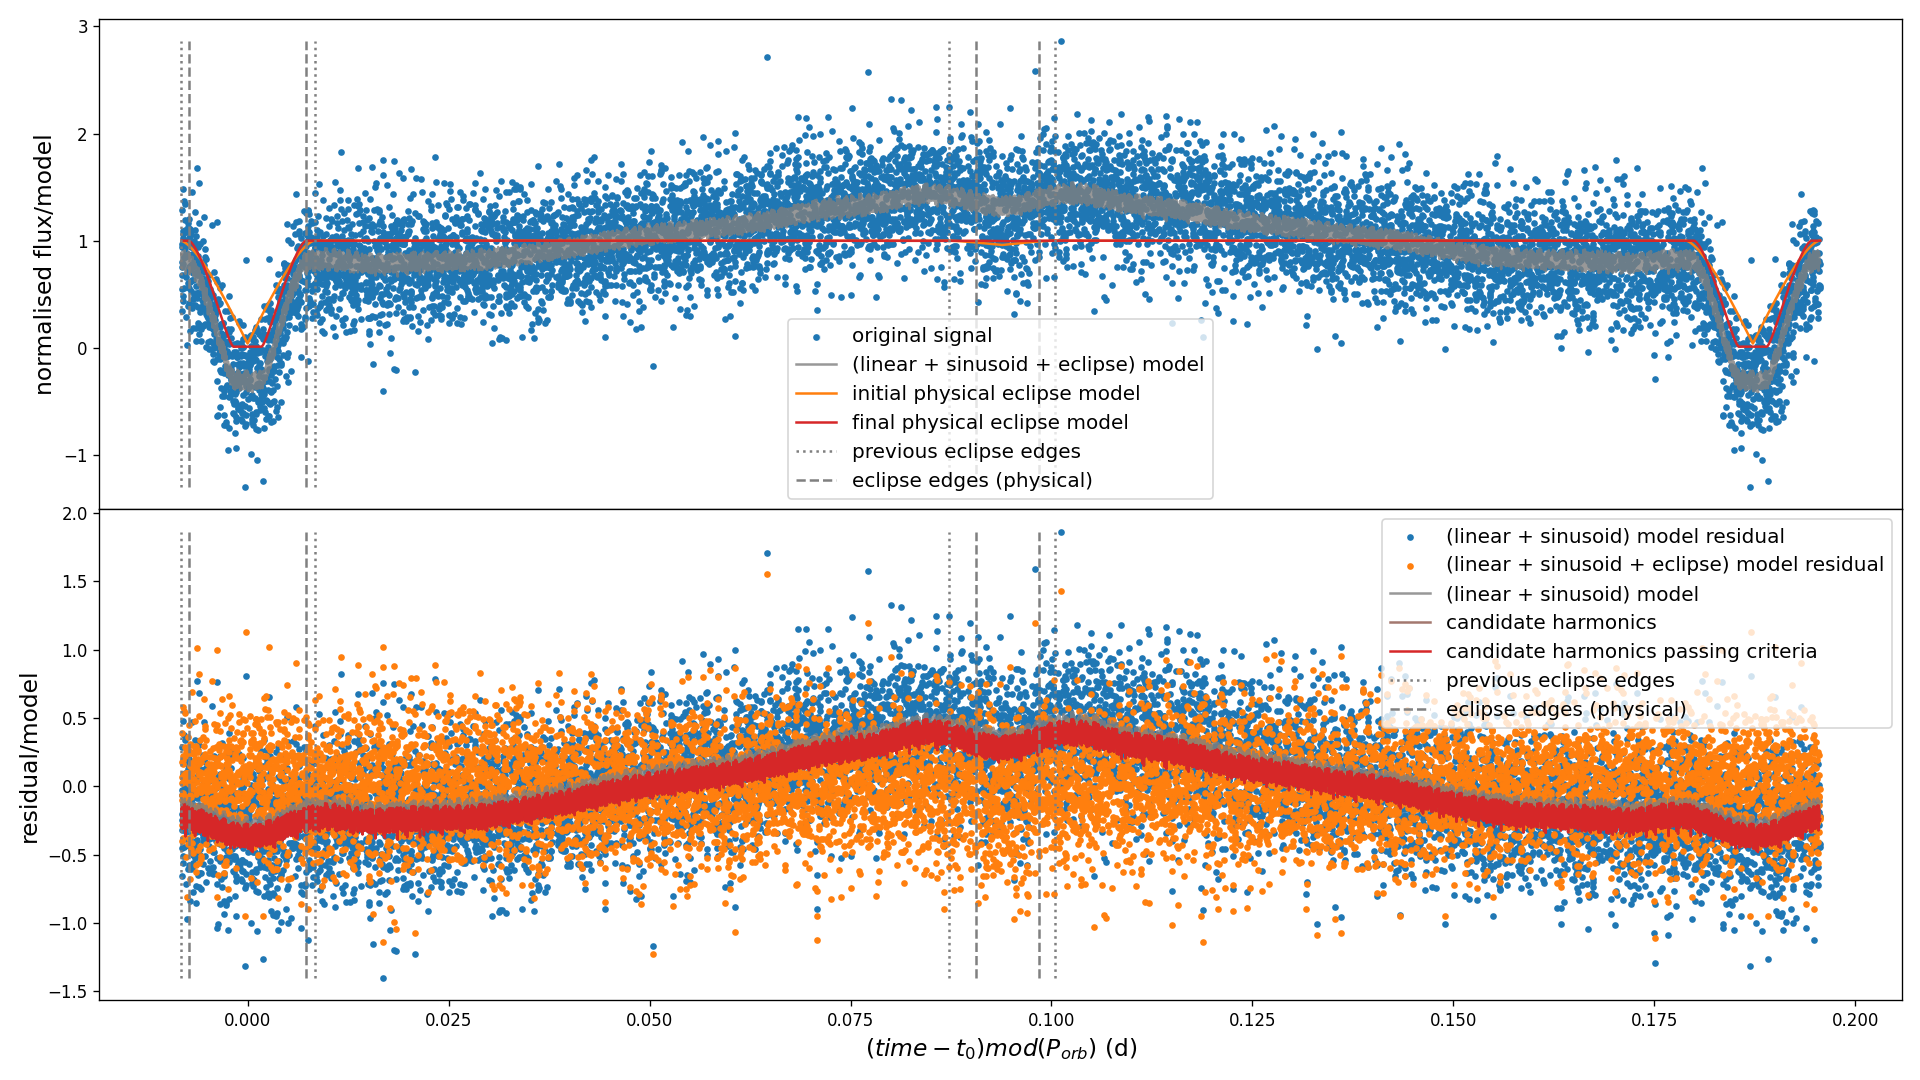 3
2
1
0
−1
normalised flux/model
original signal
(linear + sinusoid + eclipse) model
initial physical eclipse model
final physical eclipse model
previous eclipse edges
eclipse edges (physical)
2.0
1.5
1.0
0.5
0.0
−0.5
−1.0
−1.5
residual/model
(linear + sinusoid) model residual
(linear + sinusoid + eclipse) model residual
(linear + sinusoid) model
candidate harmonics
candidate harmonics passing criteria
previous eclipse edges
eclipse edges (physical)
0.000 0.025 0.050 0.075 0.100 0.125 0.150 0.175 0.200
(time − t₀)mod(P_orb) (d)